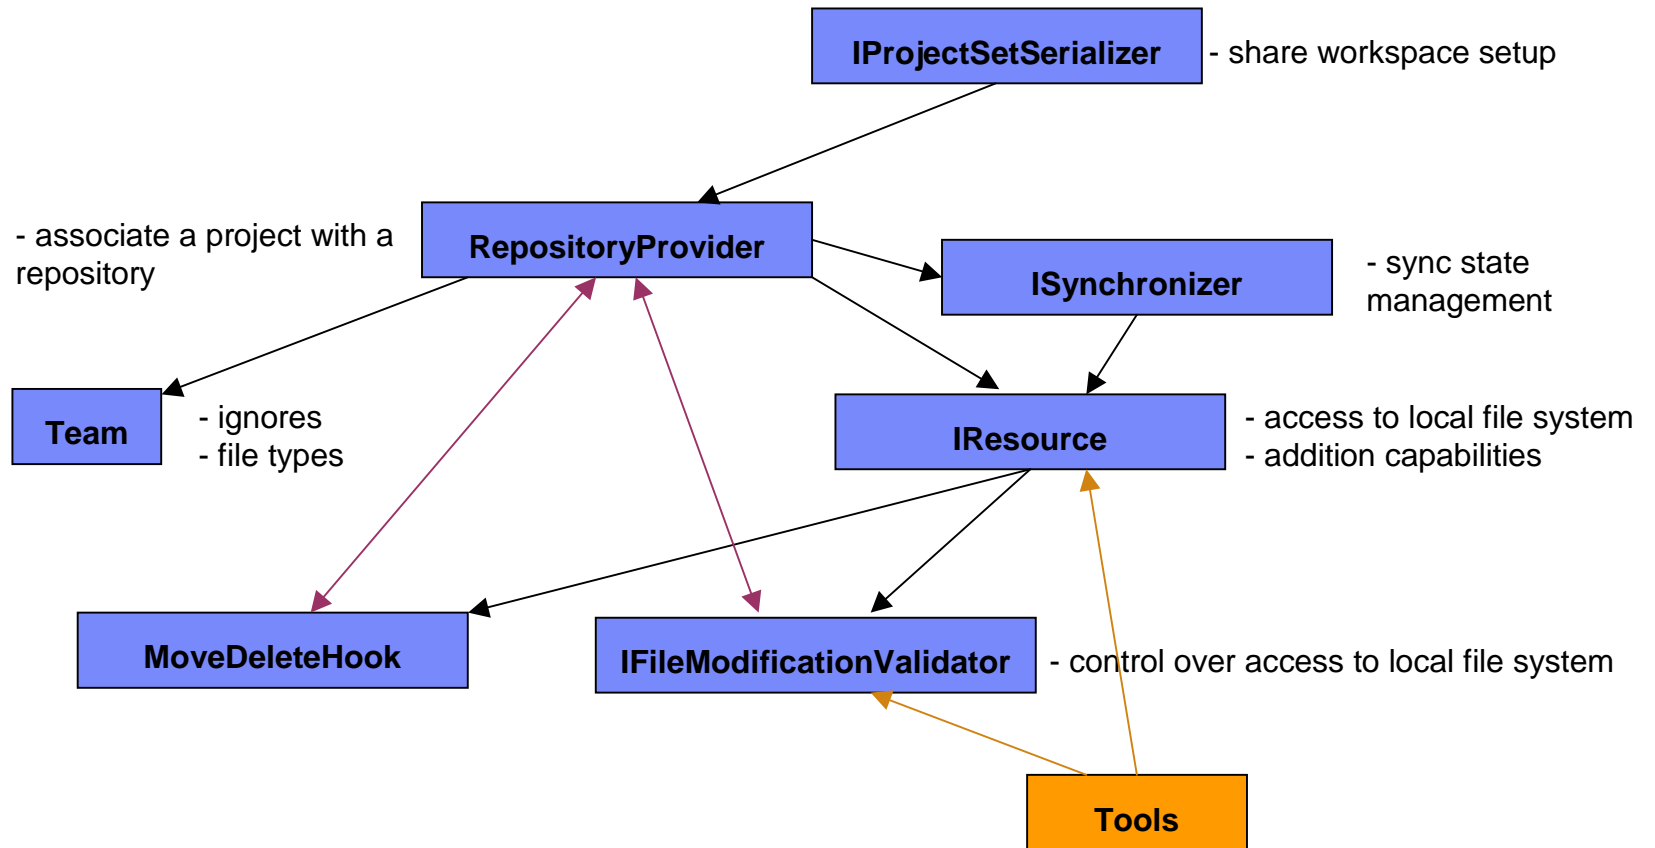 IProjectSetSerializer
- share workspace setup
- associate a project with a
repository
RepositoryProvider
ISynchronizer
- sync state
management
Team
- ignores
- file types
IResource
- access to local file system
- addition capabilities
MoveDeleteHook
IFileModificationValidator
- control over access to local file system
Tools